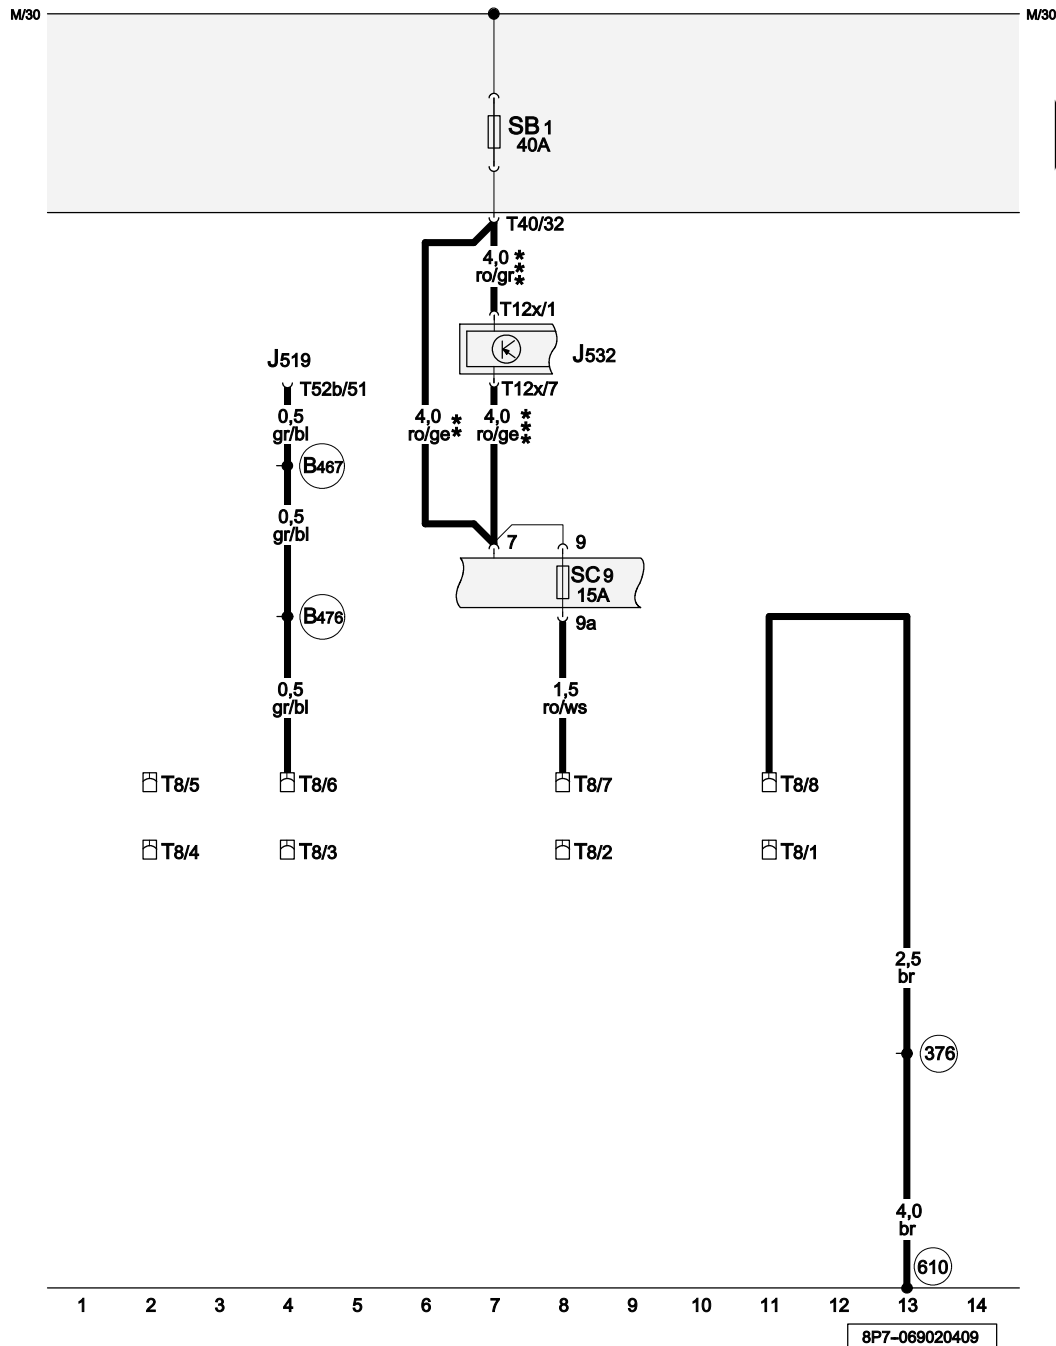 M/30
M/30
SB1
40A
T40/32
4,0
ro/gr
***
T12x/1
J519
J532
T52b/51
T12x/7
0,5
gr/bl
4,0
ro/ge
**
4,0
ro/ge
***
B467
0,5
gr/bl
7
9
SC9
15A
B476
9a
0,5
gr/bl
1,5
ro/ws
T8/5
T8/6
T8/7
T8/8
T8/4
T8/3
T8/2
T8/1
2,5
br
376
4,0
br
610
1 2 3 4 5 6 7 8 9 10 11 12 13 14
8P7-069020409